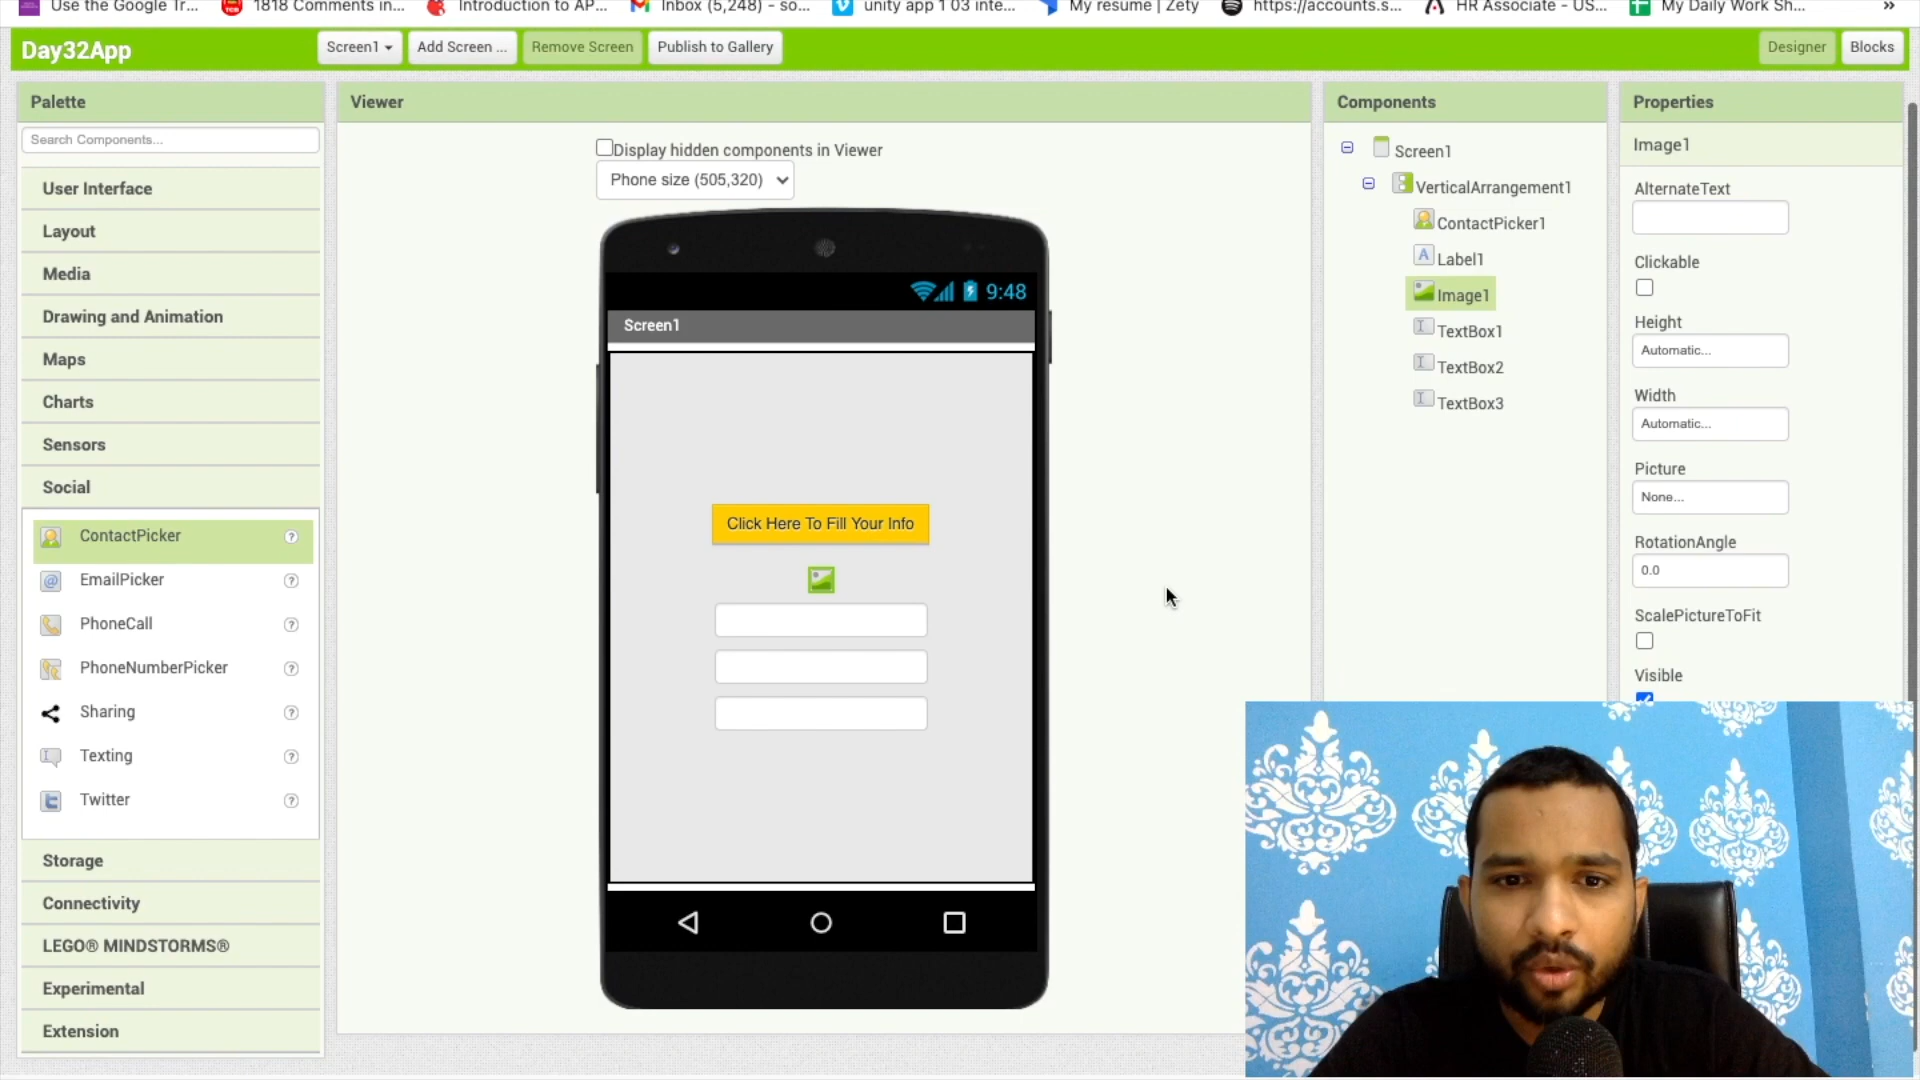 Use the Google Tr...
1818 Comments in...
Introduction to AP...
Inbox (5,248) - so...
unity app 1 03 inte...
My resume | Zety
https://accounts.s...
HR Associate - US...
My Daily Work Sh...
»
Day32App
Screen1
Add Screen ...
Remove Screen
Publish to Gallery
Designer
Blocks
Palette
Search Components...
User Interface
Layout
Media
Drawing and Animation
Maps
Charts
Sensors
Social
ContactPicker
EmailPicker
PhoneCall
PhoneNumberPicker
Sharing
Texting
Twitter
Storage
Connectivity
LEGO® MINDSTORMS®
Experimental
Extension
Viewer
Display hidden components in Viewer
Phone size (505,320)
9:48
Screen1
Click Here To Fill Your Info
Components
Screen1
VerticalArrangement1
ContactPicker1
Label1
Image1
TextBox1
TextBox2
TextBox3
Properties
Image1
AlternateText
Clickable
Height
Automatic...
Width
Automatic...
Picture
None...
RotationAngle
0.0
ScalePictureToFit
Visible